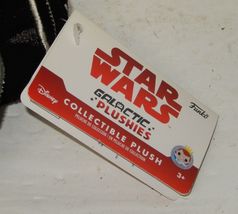 STAR
WARS
GALACTIC
PLUSHIES
Funko
Disney
COLLECTIBLE PLUSH
3+